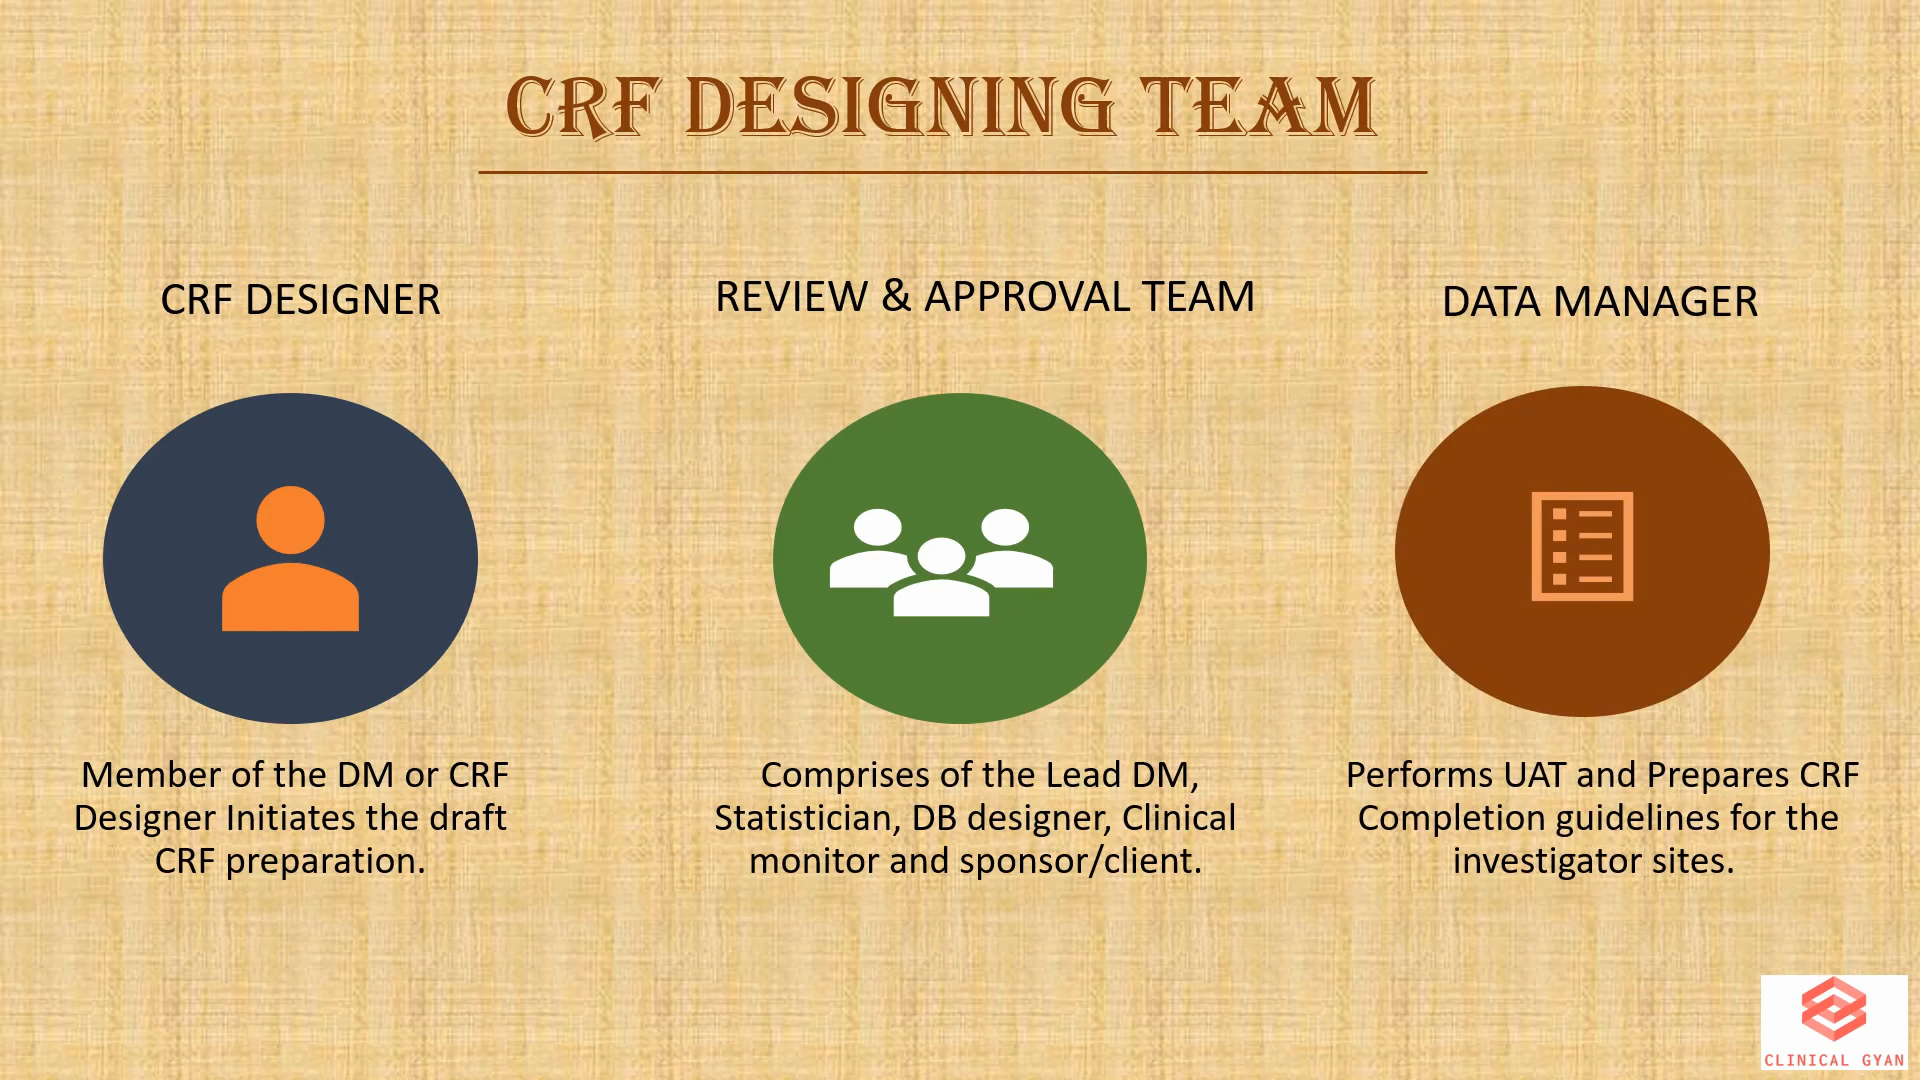 CRF DESIGNING TEAM
CRF DESIGNER
REVIEW & APPROVAL TEAM
DATA MANAGER
Member of the DM or CRF
Designer Initiates the draft
CRF preparation.
Comprises of the Lead DM,
Statistician, DB designer, Clinical
monitor and sponsor/client.
Performs UAT and Prepares CRF
Completion guidelines for the
investigator sites.
CLINICAL GYAN